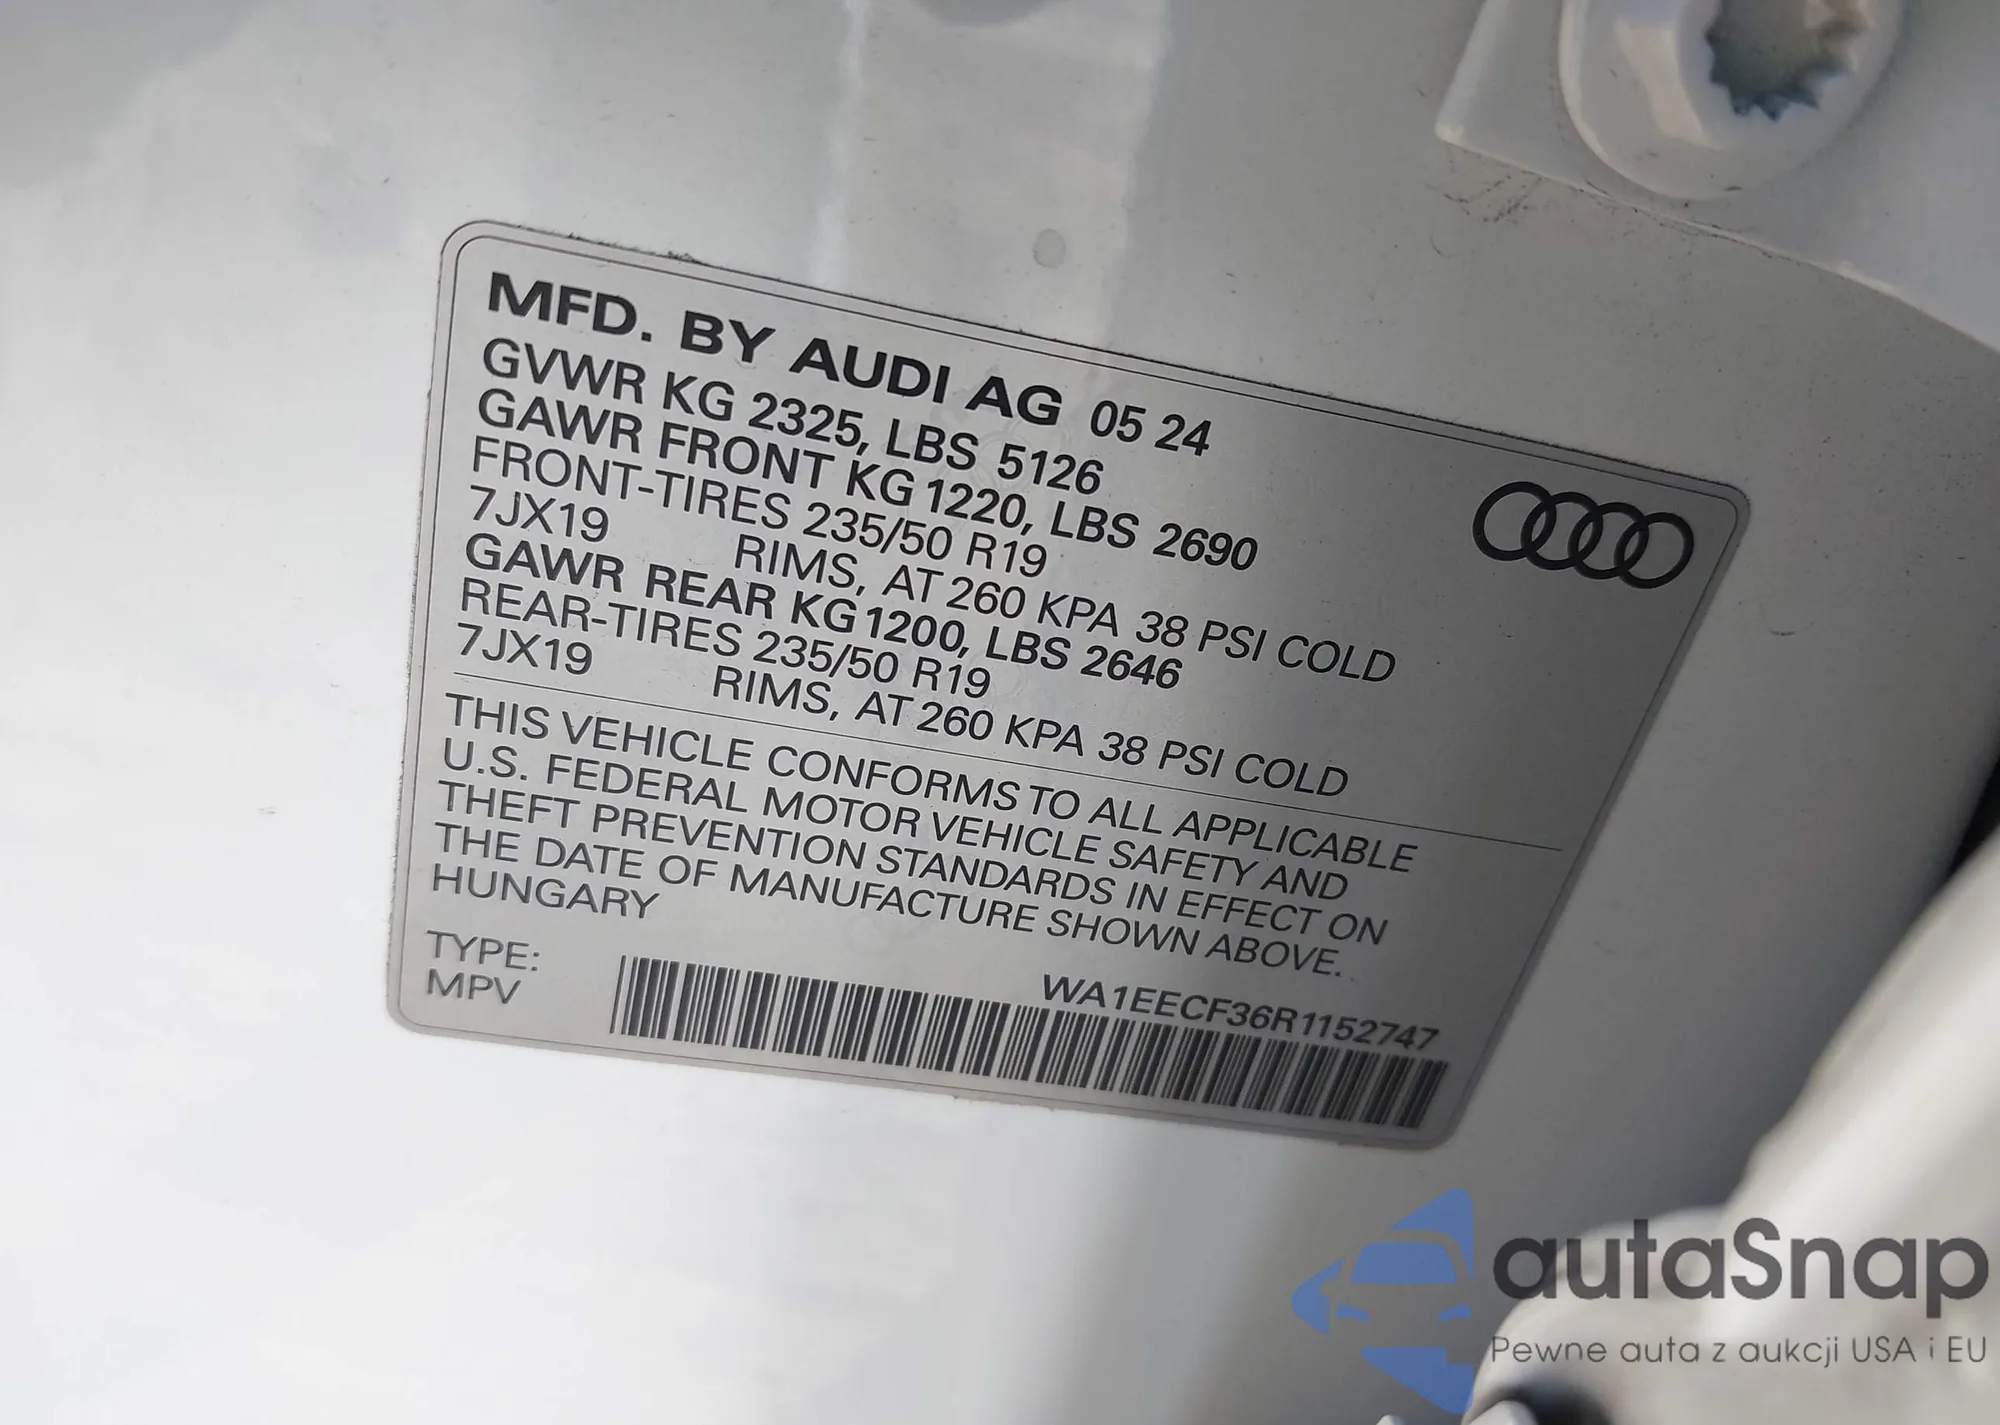 MFD. BY AUDI AG 05 24
GVWR KG 2325, LBS 5126
GAWR FRONT KG 1220, LBS 2690
FRONT-TIRES 235/50 R19
7JX19 RIMS, AT 260 KPA 38 PSI COLD
GAWR REAR KG 1200, LBS 2646
REAR-TIRES 235/50 R19
7JX19 RIMS, AT 260 KPA 38 PSI COLD
THIS VEHICLE CONFORMS TO ALL APPLICABLE
U.S. FEDERAL MOTOR VEHICLE SAFETY AND
THEFT PREVENTION STANDARDS IN EFFECT ON
THE DATE OF MANUFACTURE SHOWN ABOVE.
HUNGARY
TYPE:
MPV
WA1EECF36R1152747
autaSnap
Pewne auta z aukcji USA i EU